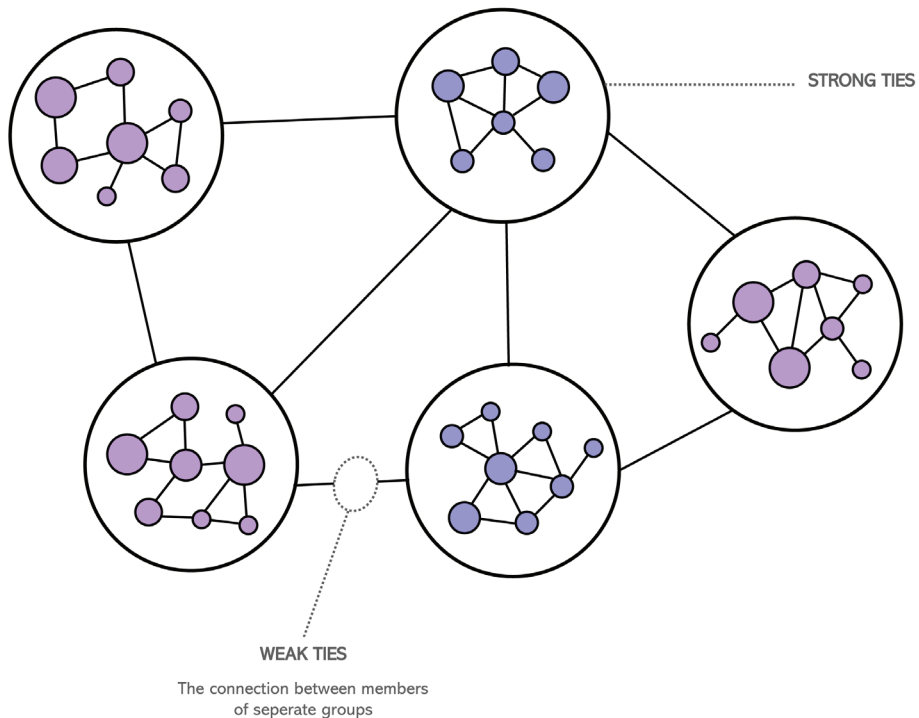 STRONG TIES
WEAK TIES
The connection between members
of seperate groups